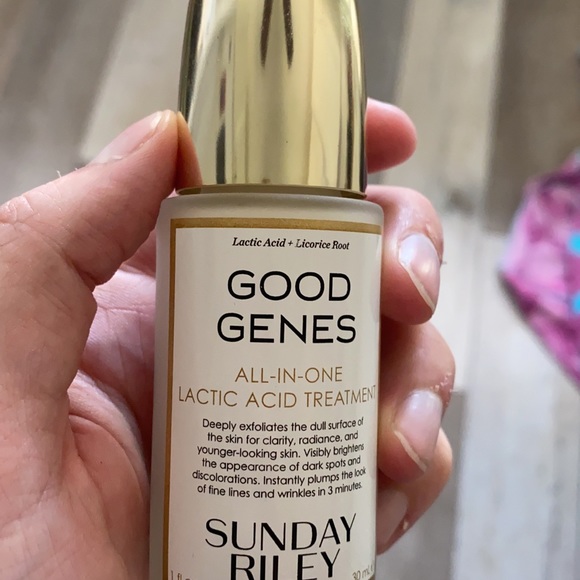 Lactic Acid + Licorice Root
GOOD
GENES
ALL-IN-ONE
LACTIC ACID TREATMENT
Deeply exfoliates the dull surface of
the skin for clarity, radiance, and
younger-looking skin. Visibly brightens
the appearance of dark spots and
discolorations. Instantly plumps the look
of fine lines and wrinkles in 3 minutes.
SUNDAY
RILEY
30